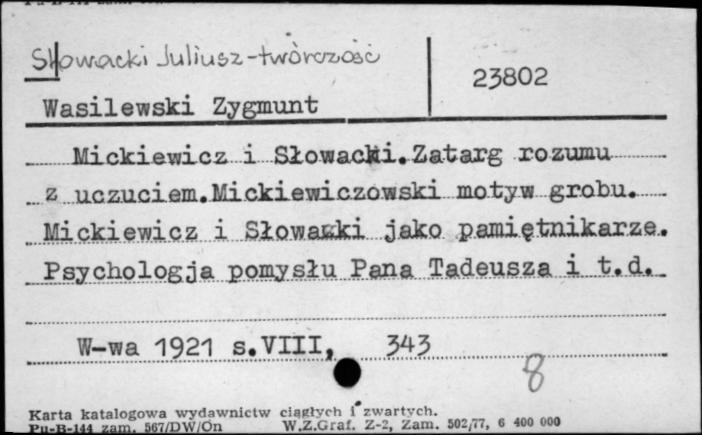 Słowacki Juliusz-twórczość
23802
Wasilewski Zygmunt
Mickiewicz i Słowacki.Zatarg rozumu
z uczuciem.Mickiewiczowski motyw grobu.
Mickiewicz i Słowacki jako pamiętnikarze.
Psychologja pomysłu Pana Tadeusza i t.d.
W-wa 1921 s.VIII, 343
8
Karta katalogowa wydawnictw ciągłych i zwartych.
Pu-B-144 zam. 567/DW/On W.Z.Graf. Z-2, Zam. 502/77, 6 400 000